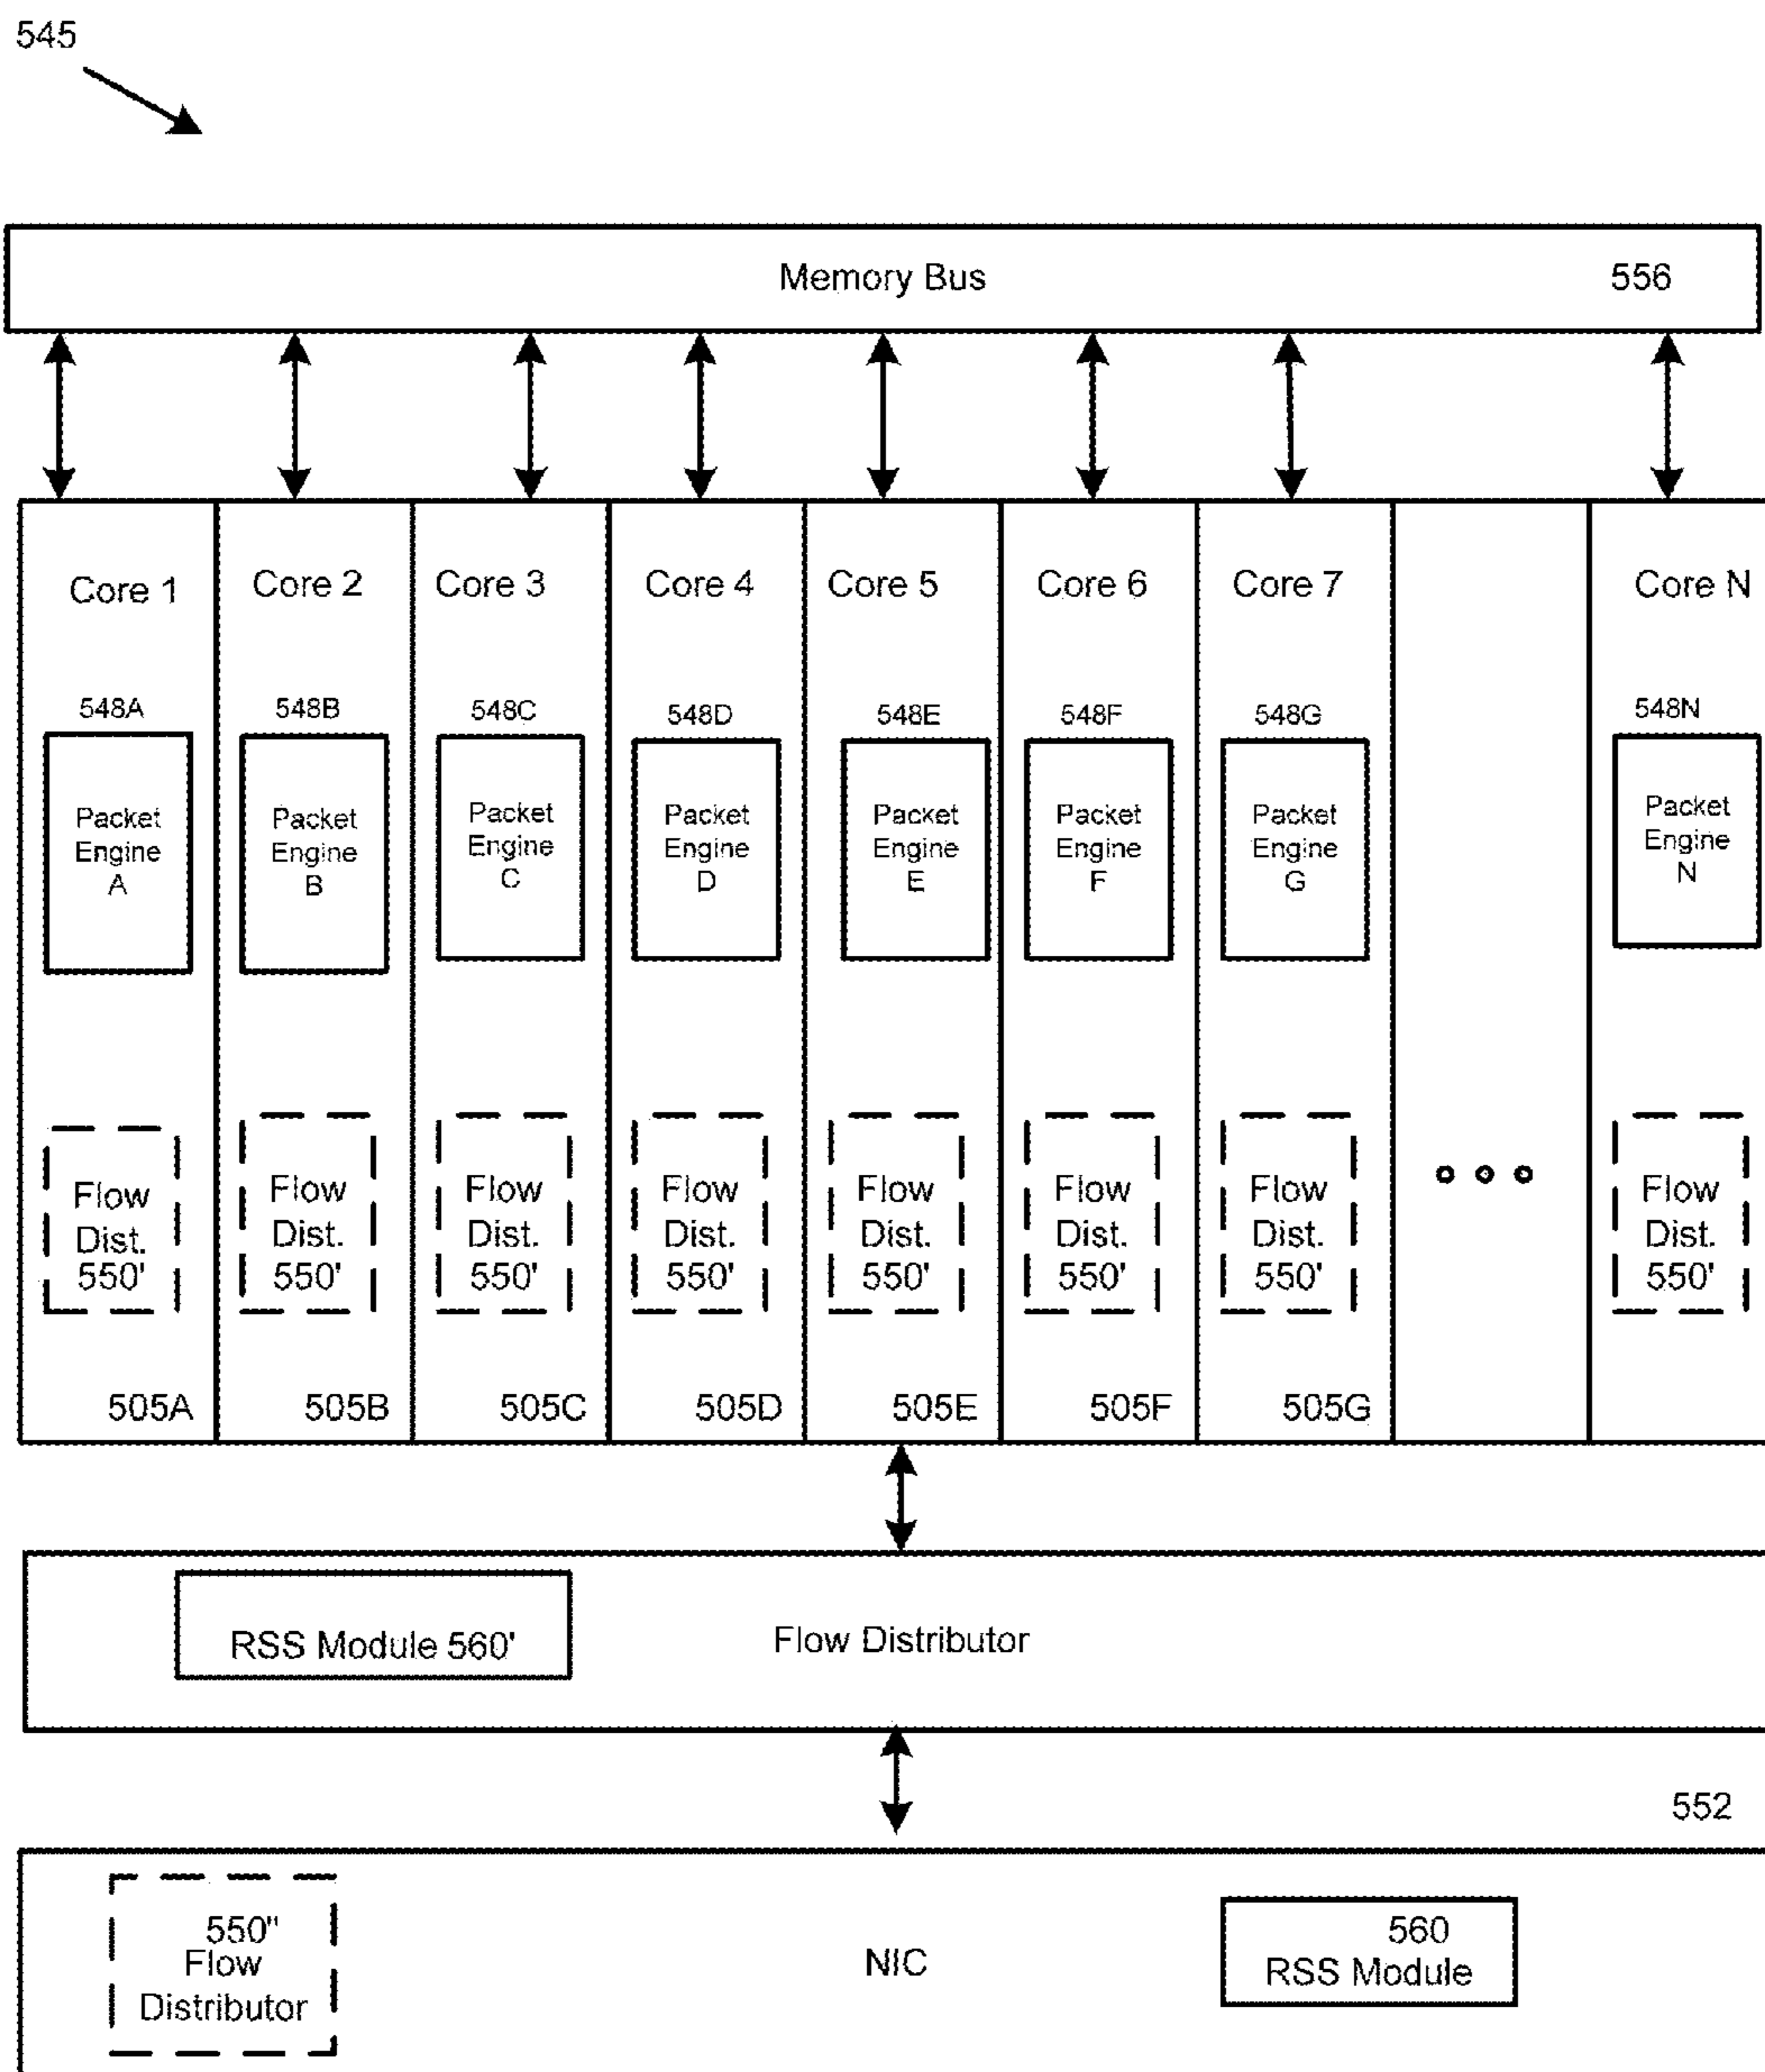 545
Memory Bus 556
Core 1 Core 2 Core 3 Core 4 Core 5 Core 6 Core 7 Core N
548A 548B 548C 548D 548E 548F 548G 548N
Packet
Engine
A
Packet
Engine
B
Packet
Engine
C
Packet
Engine
D
Packet
Engine
E
Packet
Engine
F
Packet
Engine
G
Packet
Engine
N
Flow
Dist.
550'
Flow
Dist.
550'
Flow
Dist.
550'
Flow
Dist.
550'
Flow
Dist.
550'
Flow
Dist.
550'
Flow
Dist.
550'
Flow
Dist.
550'
505A 505B 505C 505D 505E 505F 505G
RSS Module 560' Flow Distributor
552
550"
Flow
Distributor
NIC
560
RSS Module